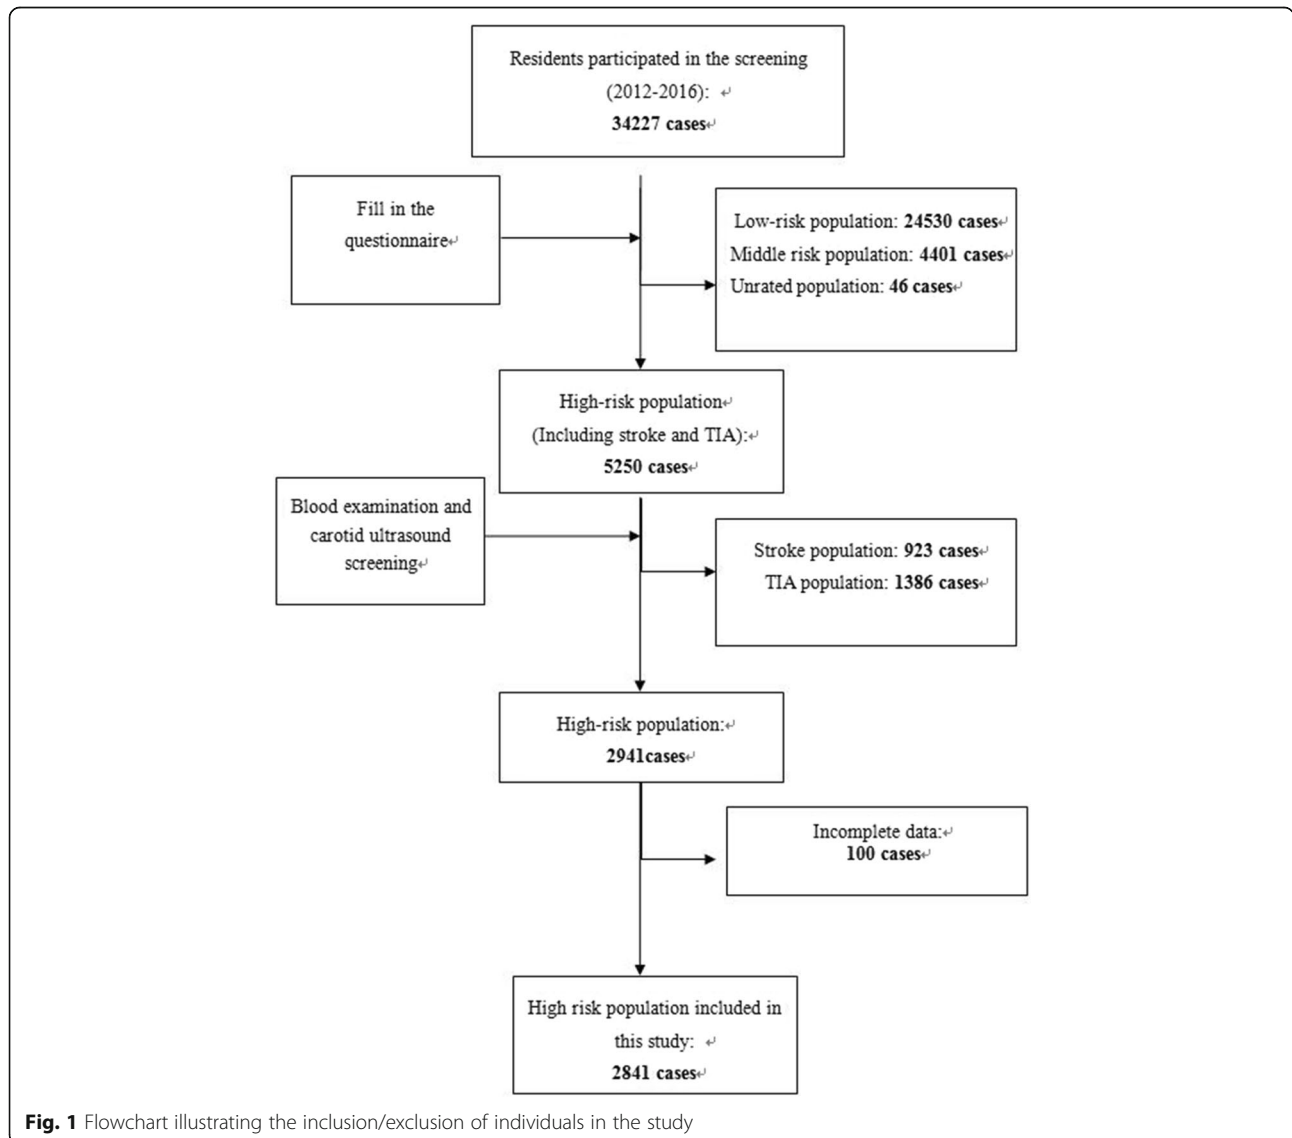 Residents participated in the screening
(2012-2016): ↵
34227 cases↵
Fill in the
questionnaire↵
Low-risk population: 24530 cases↵
Middle risk population: 4401 cases↵
Unrated population: 46 cases↵
High-risk population↵
(Including stroke and TIA):↵
5250 cases↵
Blood examination and
carotid ultrasound
screening↵
Stroke population: 923 cases↵
TIA population: 1386 cases↵
High-risk population:↵
2941cases↵
Incomplete data:↵
100 cases↵
High risk population included in
this study: ↵
2841 cases↵
Fig. 1 Flowchart illustrating the inclusion/exclusion of individuals in the study